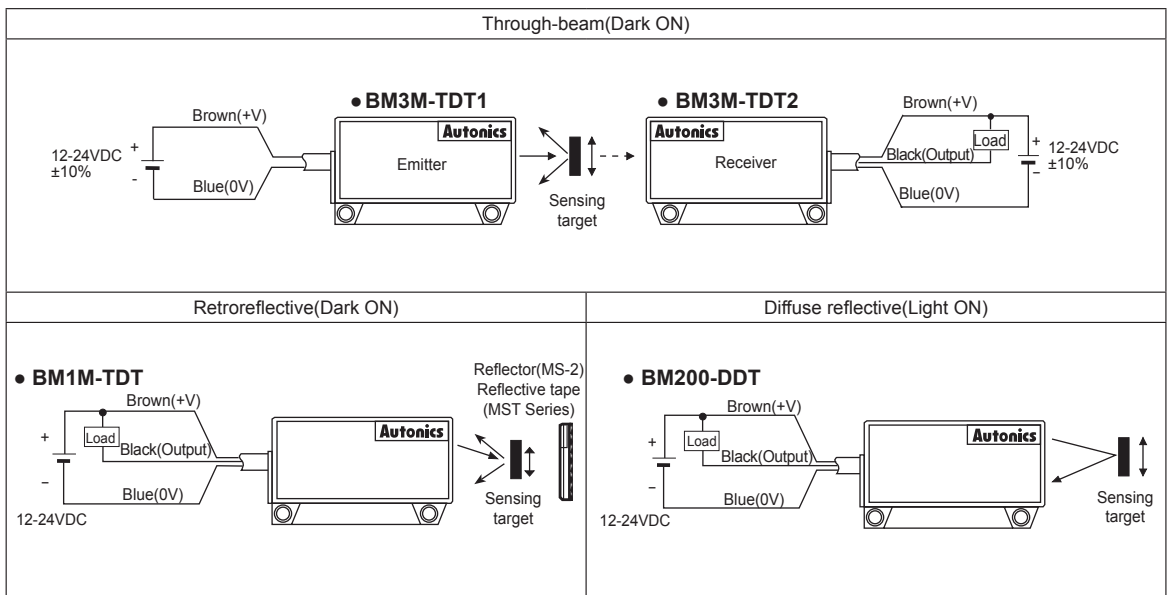 Through-beam(Dark ON)
● BM3M-TDT1
● BM3M-TDT2
Brown(+V)
Brown(+V)
Autonics
Autonics
Load
12-24VDC
±10%
+
-
Emitter
Receiver
Black(Output)
+
−
12-24VDC
±10%
Blue(0V)
Blue(0V)
Sensing
target
Retroreflective(Dark ON)
Diffuse reflective(Light ON)
● BM1M-TDT
Reflector(MS-2)
Reflective tape
(MST Series)
Brown(+V)
Autonics
+
Load
Black(Output)
−
Blue(0V)
12-24VDC
Sensing
target
● BM200-DDT
Brown(+V)
Autonics
+
Load
Black(Output)
−
Blue(0V)
12-24VDC
Sensing
target